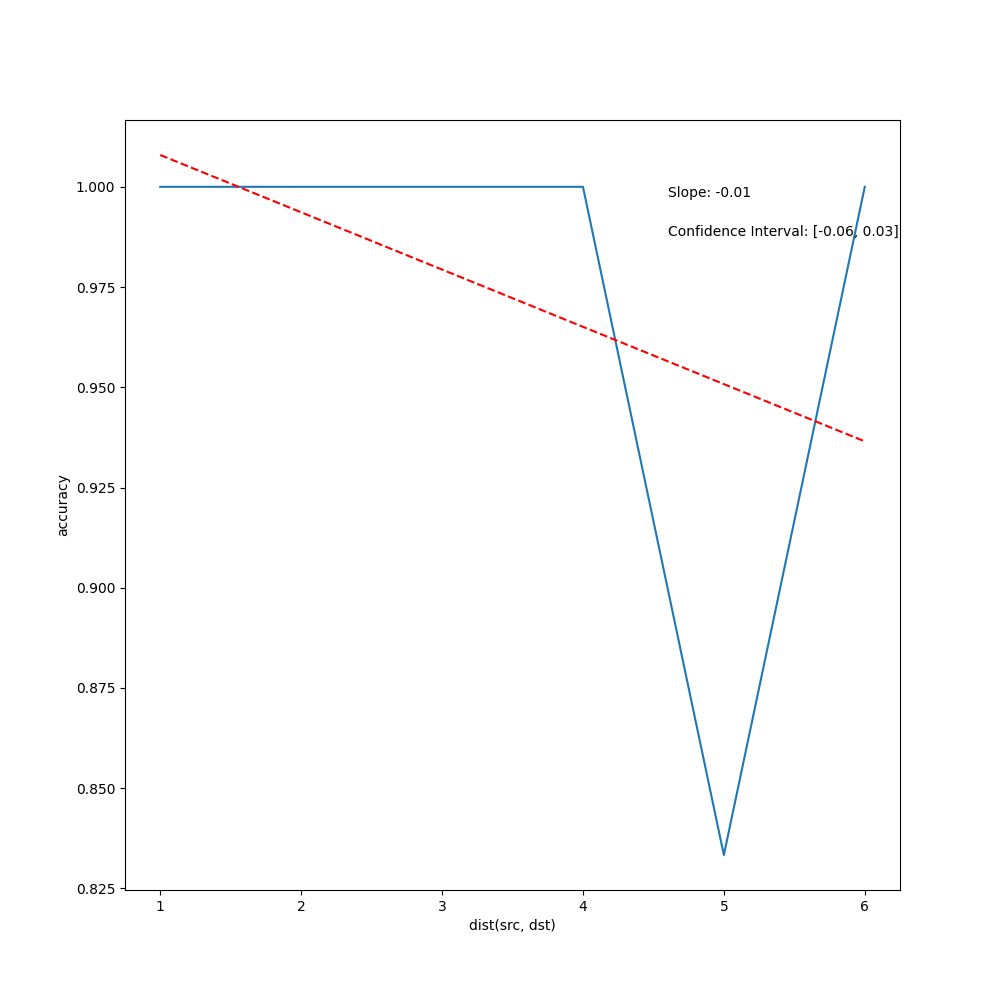 1.000
0.975
0.950
0.925
0.900
0.875
0.850
0.825
accuracy
Slope: -0.01
Confidence Interval: [-0.06, 0.03]
1 2 3 4 5 6
dist(src, dst)